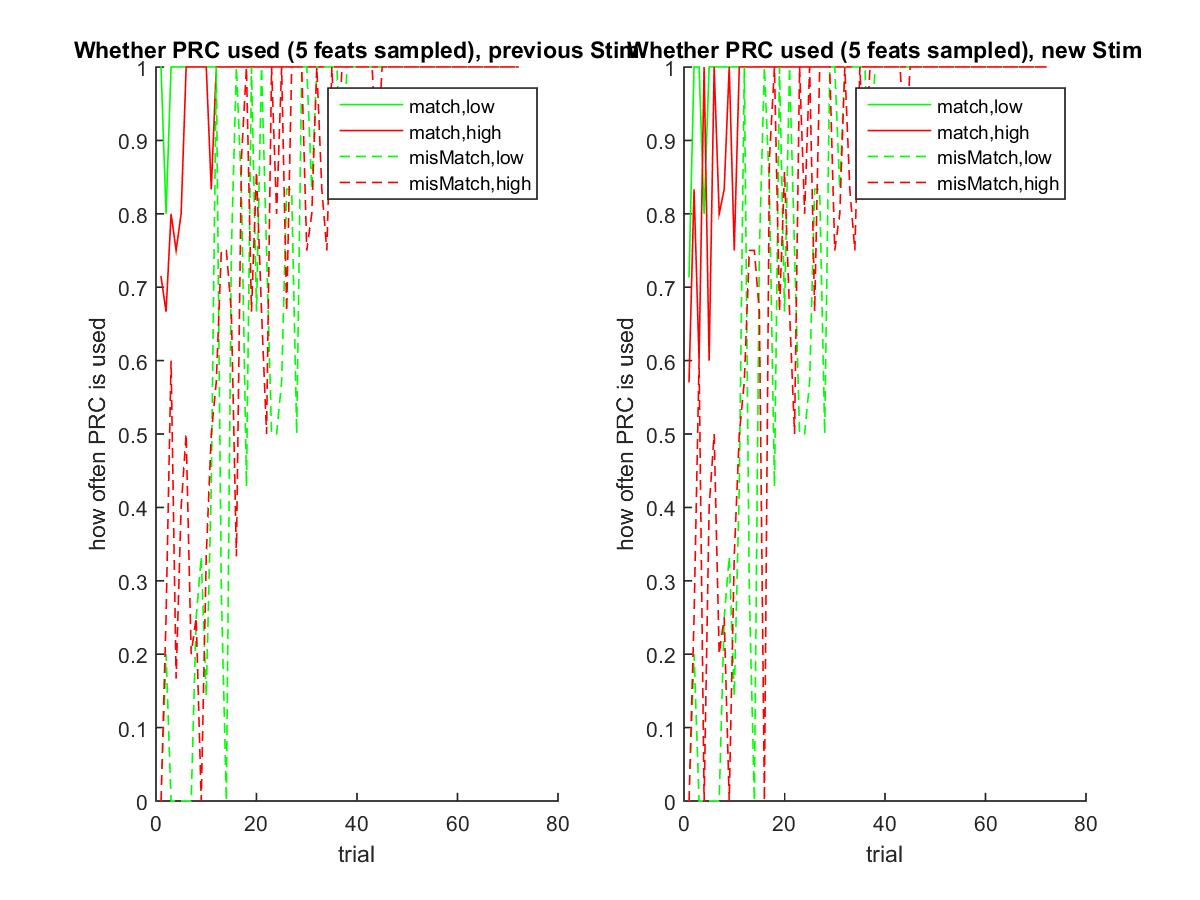 Whether PRC used (5 feats sampled), previous Stim
1
0.9
0.8
0.7
0.6
0.5
0.4
0.3
0.2
0.1
0
how often PRC is used
0 20 40 60 80
trial
match,low
match,high
misMatch,low
misMatch,high
Whether PRC used (5 feats sampled), new Stim
1
0.9
0.8
0.7
0.6
0.5
0.4
0.3
0.2
0.1
0
how often PRC is used
0 20 40 60 80
trial
match,low
match,high
misMatch,low
misMatch,high